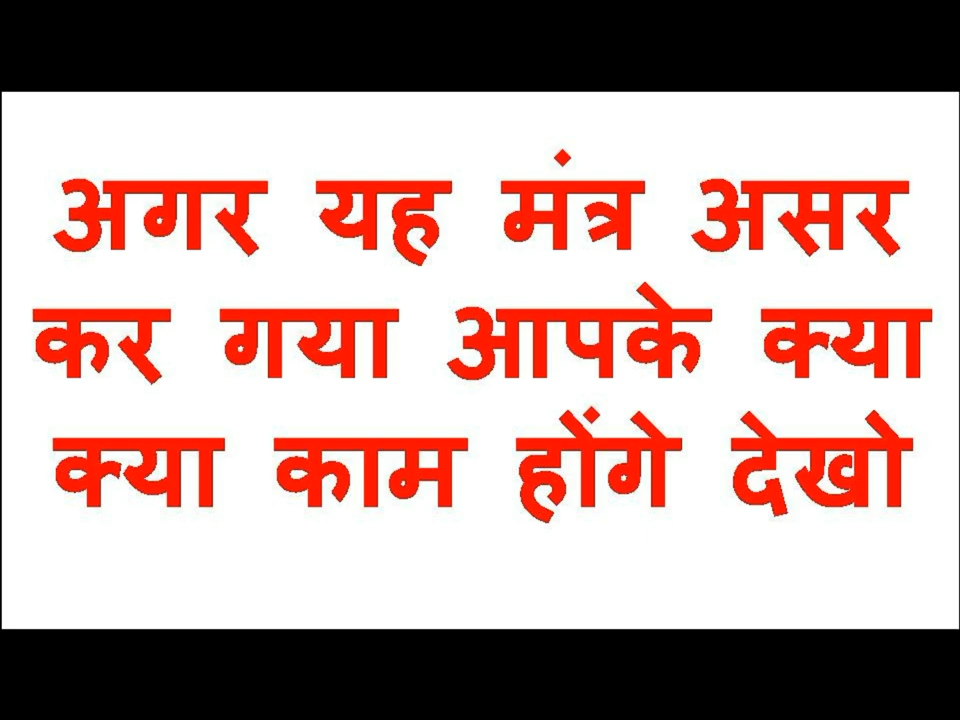 अगर यह मंत्र असर
कर गया आपके क्या
क्या काम होंगे देखो